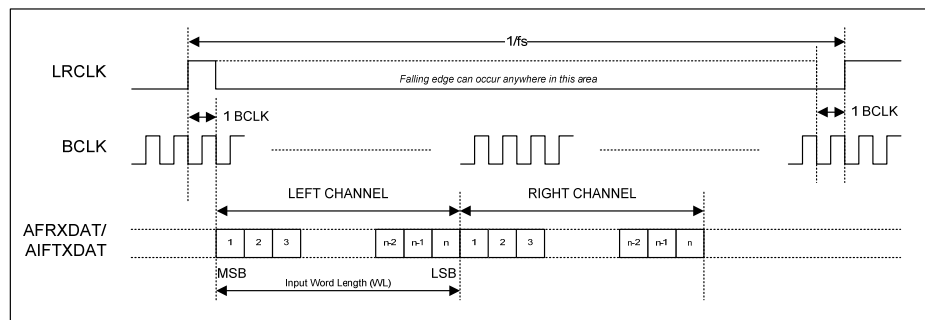 1/fs
LRCLK
Falling edge can occur anywhere in this area
1 BCLK
1 BCLK
BCLK
LEFT CHANNEL
RIGHT CHANNEL
AFRXDAT/
AIFTXDAT
1 2 3 n-2 n-1 n 1 2 3 n-2 n-1 n
MSB LSB
Input Word Length (WL)